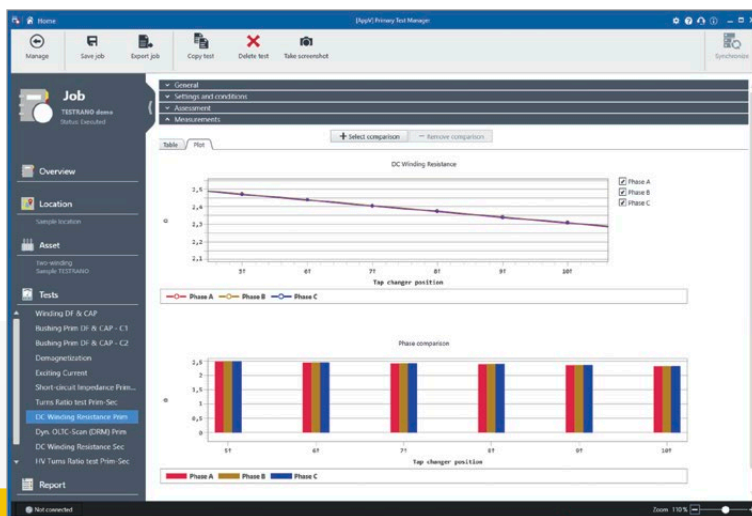 Home
[AppV] Primary Test Manager
Manage
Save job
Export job
Copy test
Delete test
Take screenshot
Synchronize
Job
TESTRANO demo
Status: Executed
General
Settings and conditions
Assessment
Measurements
+ Select comparison
− Remove comparison
Table
Plot
Overview
Location
Sample location
Asset
Two-winding
Sample TESTRANO
Tests
Winding DF & CAP
Bushing Prim DF & CAP - C1
Bushing Prim DF & CAP - C2
Demagnetization
Exciting Current
Short-circuit Impedance Prim...
Turns Ratio test Prim-Sec
DC Winding Resistance Prim
Dyn. OLTC-Scan (DRM) Prim
DC Winding Resistance Sec
HV Turns Ratio test Prim-Sec
Report
DC Winding Resistance
2,5
2,4
2,3
2,2
2,1
Ω
5↑ 6↑ 7↑ 8↑ 9↑ 10↑
Tap changer position
Phase A
Phase B
Phase C
Phase A Phase B Phase C
Phase comparison
2,5
2
1,5
1
0,5
0
Ω
5↑ 6↑ 7↑ 8↑ 9↑ 10↑
Tap changer position
Phase A Phase B Phase C
Not connected
Zoom 110%